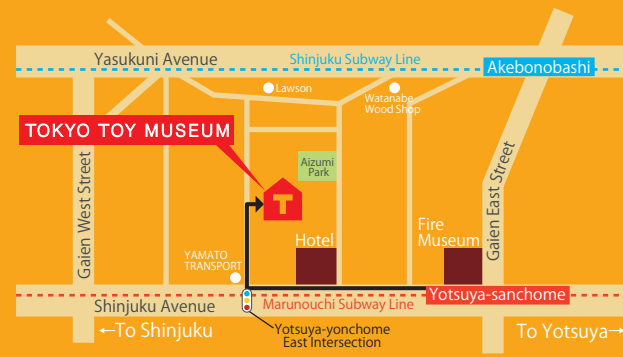 Yasukuni Avenue
Shinjuku Subway Line
Akebonobashi
Lawson
Watanabe
Wood Shop
TOKYO TOY MUSEUM
Aizumi
Park
T
Gaien West Street
Gaien East Street
Hotel
Fire
Museum
YAMATO
TRANSPORT
Yotsuya-sanchome
Shinjuku Avenue
Marunouchi Subway Line
←To Shinjuku
Yotsuya-yonchome
East Intersection
To Yotsuya→